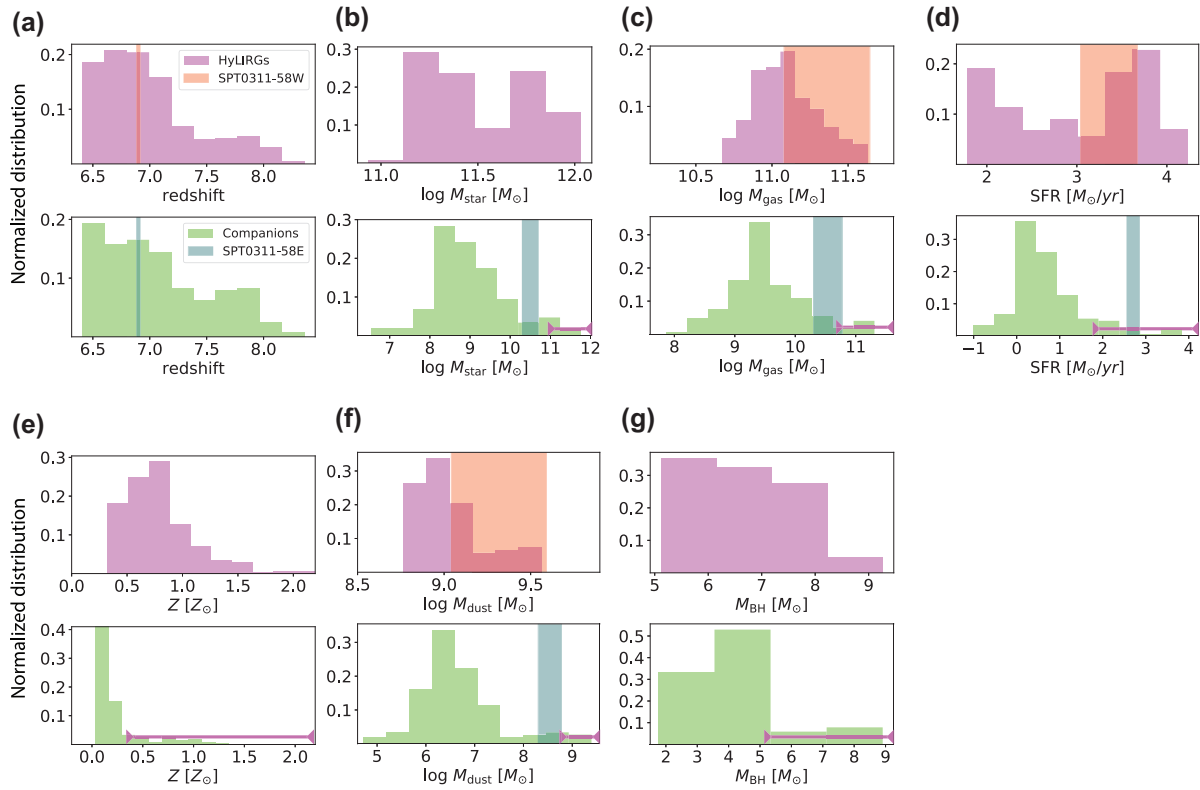 (a)
(b)
(c)
(d)
Normalized distribution
0.2
0.1
HyLIRGs
SPT0311-58W
6.5 7.0 7.5 8.0
redshift
0.3
0.2
0.1
11.0 11.5 12.0
log M_star [M_⊙]
0.2
0.1
10.5 11.0 11.5
log M_gas [M_⊙]
0.2
0.1
2 3 4
SFR [M_⊙/yr]
0.2
0.1
Companions
SPT0311-58E
6.5 7.0 7.5 8.0
redshift
0.3
0.2
0.1
7 8 9 10 11 12
log M_star [M_⊙]
0.3
0.2
0.1
8 9 10 11
log M_gas [M_⊙]
0.3
0.2
0.1
−1 0 1 2 3 4
SFR [M_⊙/yr]
(e)
(f)
(g)
Normalized distribution
0.3
0.2
0.1
0.0 0.5 1.0 1.5 2.0
Z [Z_⊙]
0.3
0.2
0.1
8.5 9.0 9.5
log M_dust [M_⊙]
0.3
0.2
0.1
5 6 7 8 9
M_BH [M_⊙]
0.4
0.3
0.2
0.1
0.0 0.5 1.0 1.5 2.0
Z [Z_⊙]
0.3
0.2
0.1
5 6 7 8 9
log M_dust [M_⊙]
0.5
0.4
0.3
0.2
0.1
2 3 4 5 6 7 8 9
M_BH [M_⊙]